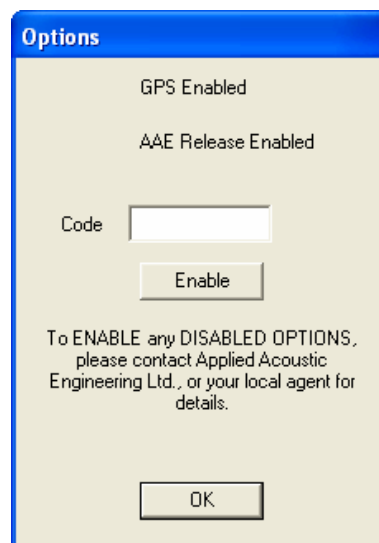 Options
GPS Enabled
AAE Release Enabled
Code
Enable
To ENABLE any DISABLED OPTIONS,
please contact Applied Acoustic
Engineering Ltd., or your local agent for
details.
OK